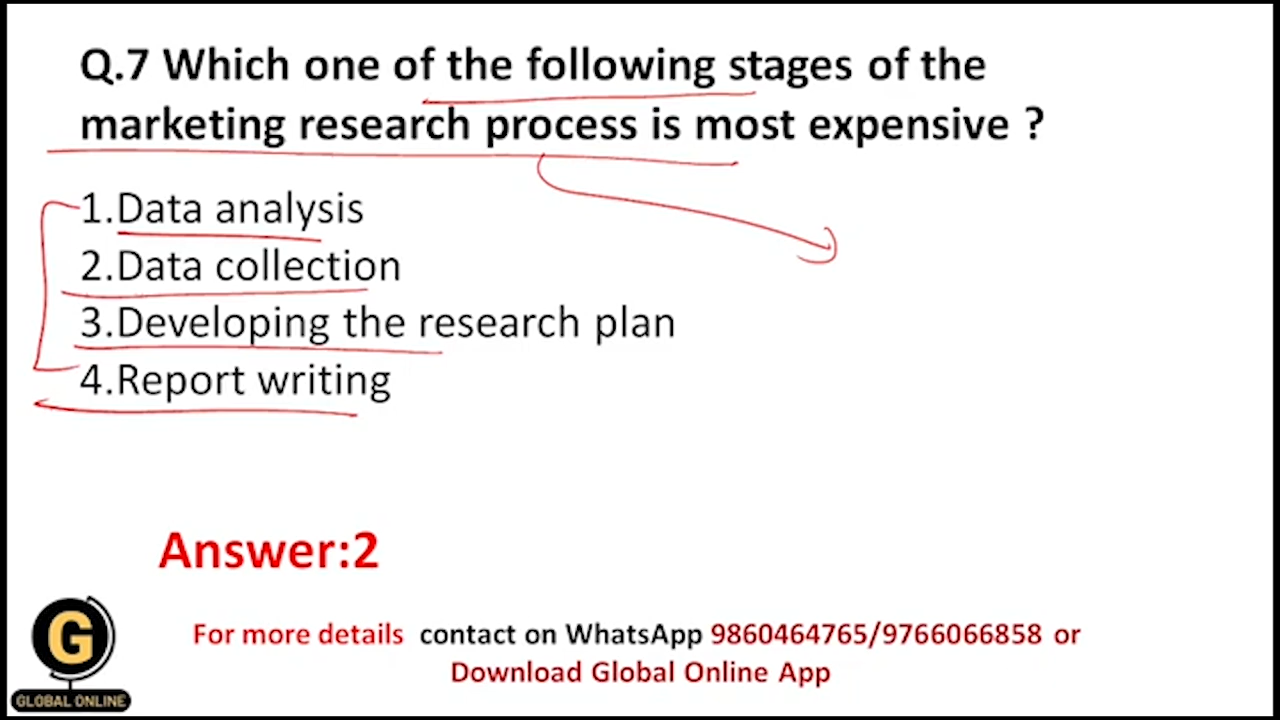 Q.7 Which one of the following stages of the
marketing research process is most expensive ?
1.Data analysis
2.Data collection
3.Developing the research plan
4.Report writing
Answer:2
G
GLOBAL ONLINE
For more details contact on WhatsApp 9860464765/9766066858 or
Download Global Online App